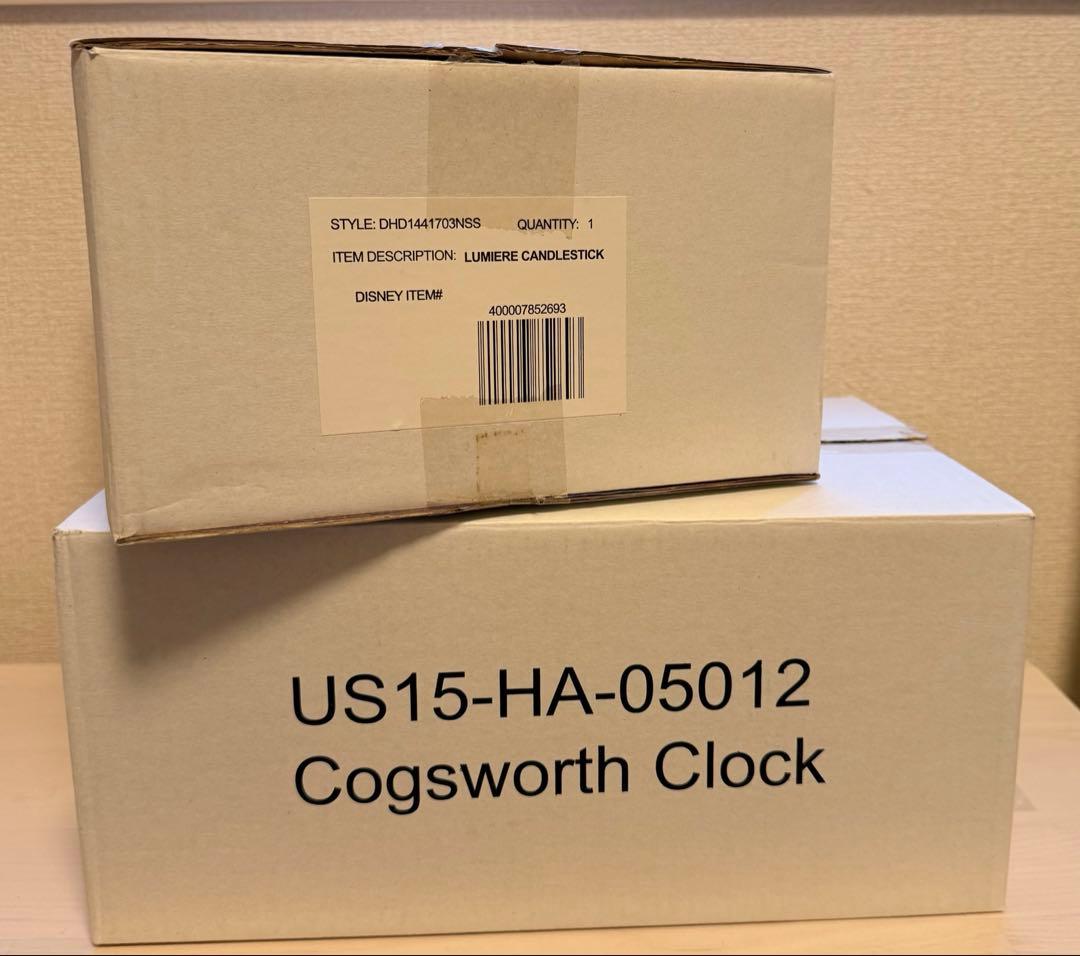 STYLE: DHD1441703NSS QUANTITY: 1
ITEM DESCRIPTION: LUMIERE CANDLESTICK
DISNEY ITEM#
400007852693
US15-HA-05012
Cogsworth Clock